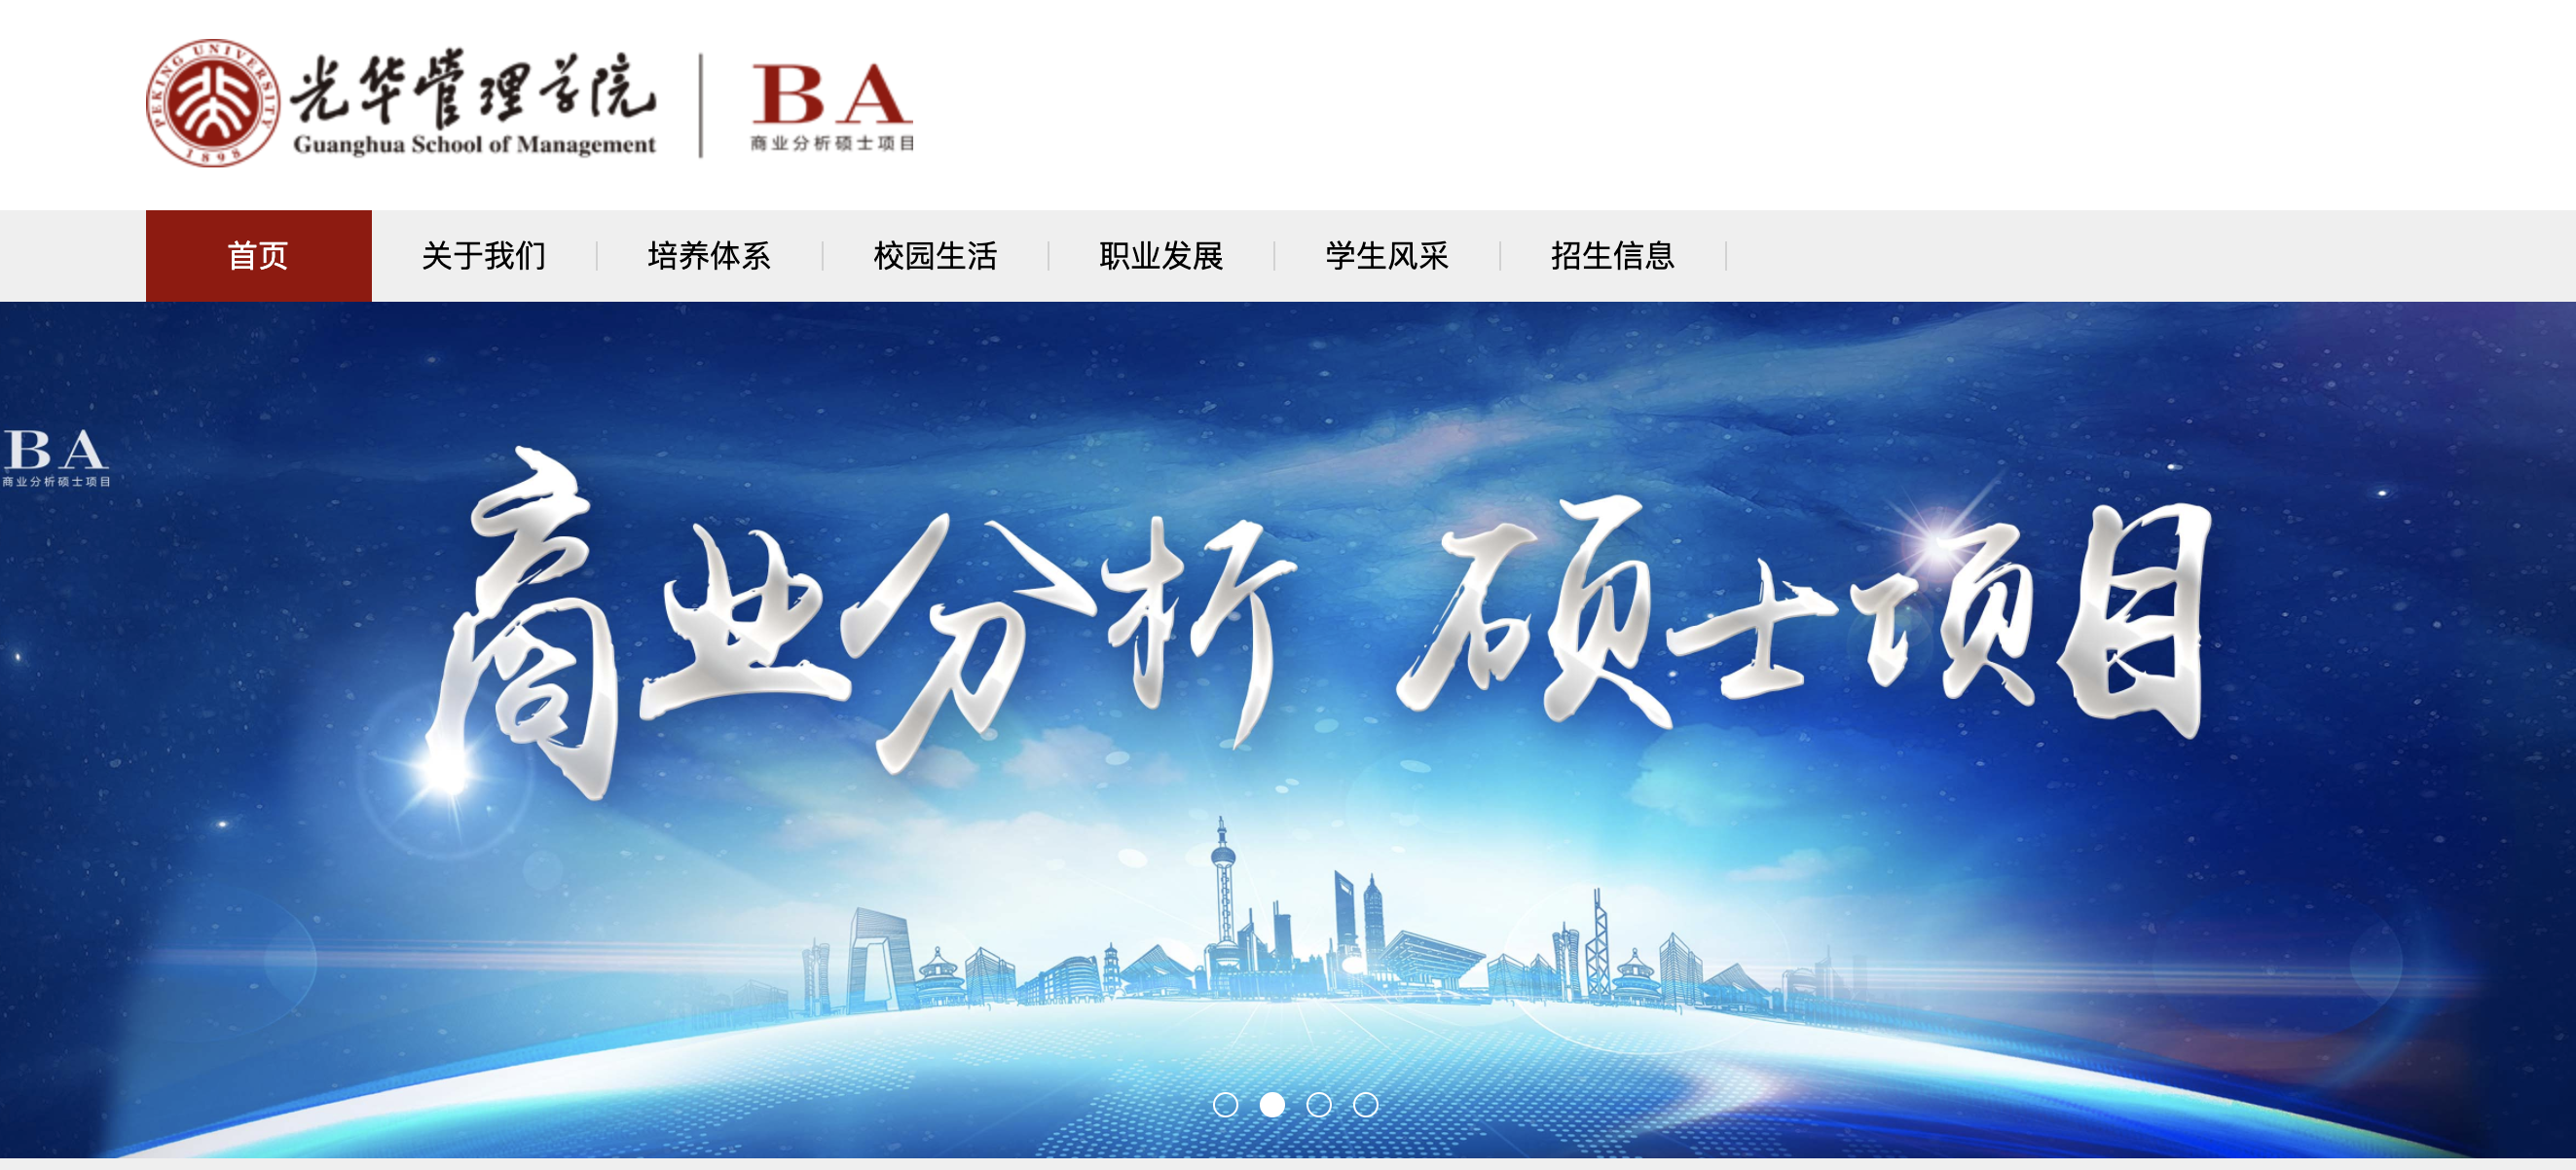 PEKING UNIVERSITY
1898
光华管理学院
Guanghua School of Management
BA
商业分析硕士项目
首页 关于我们 培养体系 校园生活 职业发展 学生风采 招生信息
BA
商业分析硕士项目
商业分析 硕士项目